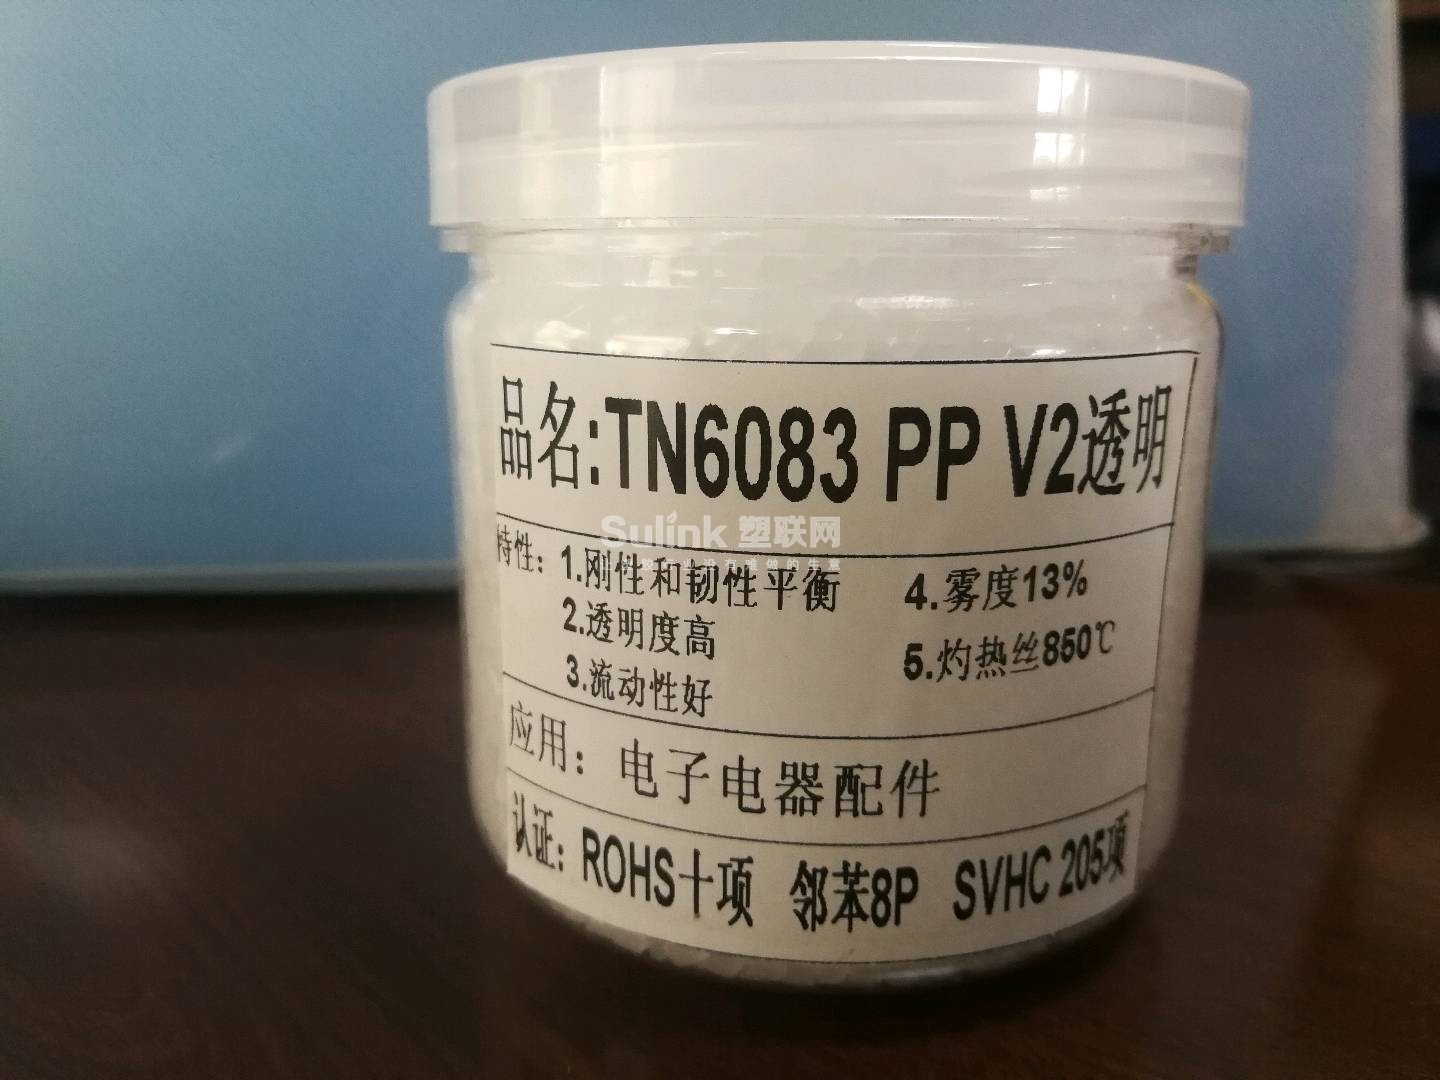 品名:TN6083 PP V2透明
Sulink 塑联网
特性：1.刚性和韧性平衡
2.透明度高
3.流动性好
4.雾度13%
5.灼热丝850℃
应用：电子电器配件
认证：ROHS十项 邻苯8P SVHC 205项